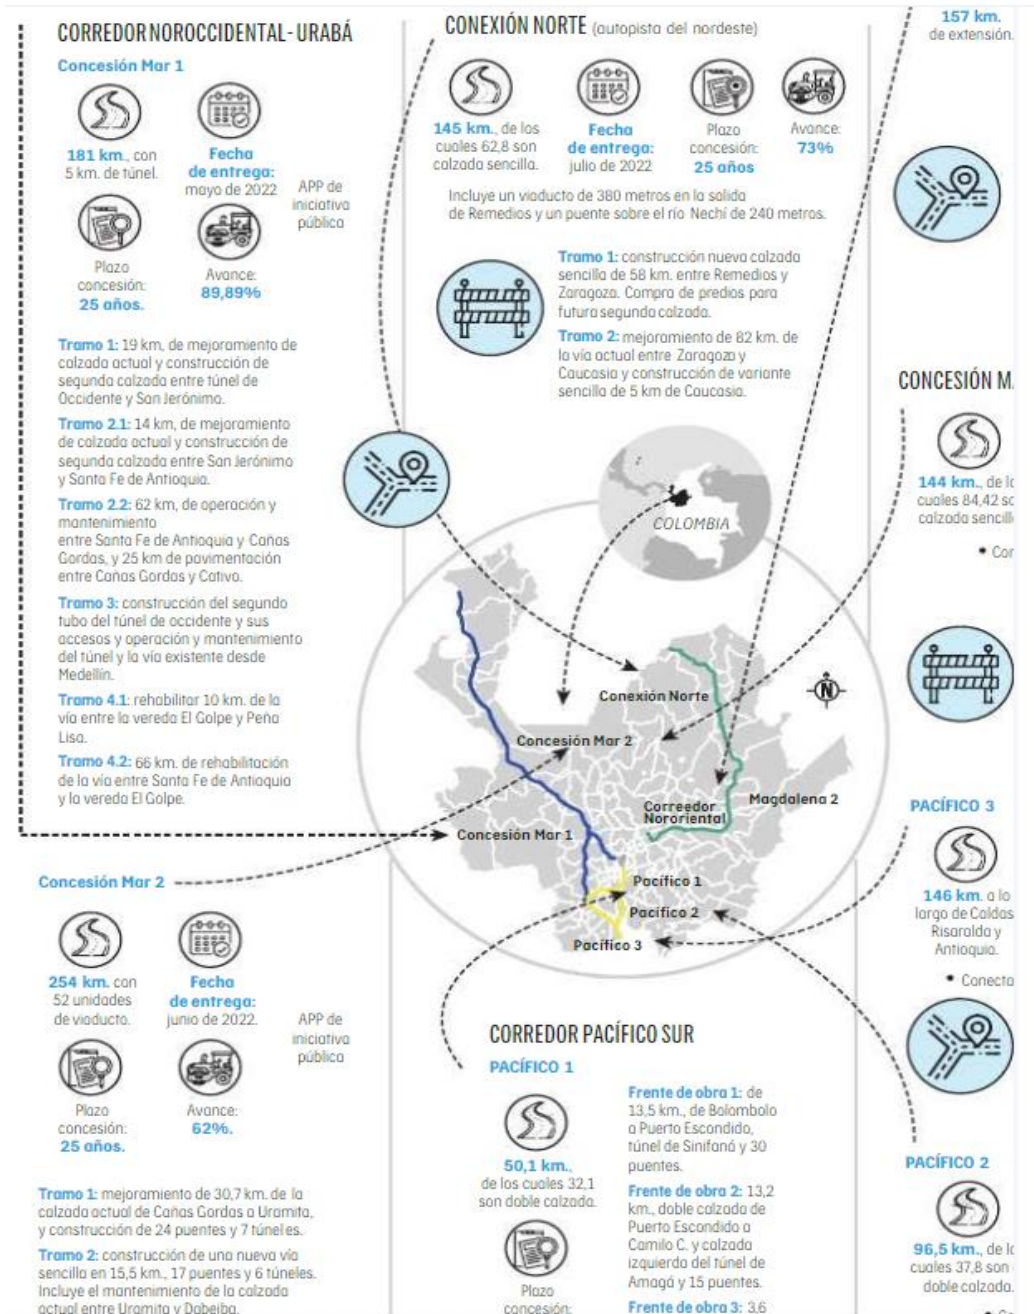 CORREDOR NOROCCIDENTAL - URABÁ
Concesión Mar 1
181 km., con
5 km. de túnel.
Fecha
de entrega:
mayo de 2022
APP de
iniciativa
pública
Plazo
concesión:
25 años.
Avance:
89,89%
Tramo 1: 19 km, de mejoramiento de
calzada actual y construcción de
segunda calzada entre túnel de
Occidente y San Jerónimo.
Tramo 2.1: 14 km, de mejoramiento
de calzada actual y construcción de
segunda calzada entre San Jerónimo
y Santa Fe de Antioquia.
Tramo 2.2: 62 km, de operación y
mantenimiento
entre Santa Fe de Antioquia y Cañas
Gordas, y 25 km de pavimentación
entre Cañas Gordas y Cativo.
Tramo 3: construcción del segundo
tubo del túnel de occidente y sus
accesos y operación y mantenimiento
del túnel y la vía existente desde
Medellín.
Tramo 4.1: rehabilitar 10 km. de la
vía entre la vereda El Golpe y Peña
Lisa.
Tramo 4.2: 66 km. de rehabilitación
de la vía entre Santa Fe de Antioquia
y la vereda El Golpe.
Concesión Mar 2
254 km. con
52 unidades
de viaducto.
Fecha
de entrega:
junio de 2022.
APP de
iniciativa
pública
Plazo
concesión:
25 años.
Avance:
62%.
Tramo 1: mejoramiento de 30,7 km. de la
calzada actual de Cañas Gordas a Uramita,
y construcción de 24 puentes y 7 túneles.
Tramo 2: construcción de una nueva vía
sencilla en 15,5 km., 17 puentes y 6 túneles.
Incluye el mantenimiento de la calzada
actual entre Uramita y Dabeiba.
CONEXIÓN NORTE (autopista del nordeste)
145 km., de los
cuales 62,8 son
calzada sencilla.
Fecha
de entrega:
julio de 2022
Plazo
concesión:
25 años
Avance:
73%
Incluye un viaducto de 380 metros en la salida
de Remedios y un puente sobre el río Nechí de 240 metros.
Tramo 1: construcción nueva calzada
sencilla de 58 km. entre Remedios y
Zaragoza. Compra de predios para
futura segunda calzada.
Tramo 2: mejoramiento de 82 km. de
la vía actual entre Zaragoza y
Caucasia y construcción de variante
sencilla de 5 km de Caucasia.
COLOMBIA
Conexión Norte
N
Concesión Mar 2
Magdalena 2
Correedor
Nororiental
Concesión Mar 1
Pacífico 1
Pacífico 2
Pacífico 3
CORREDOR PACÍFICO SUR
PACÍFICO 1
50,1 km.,
de los cuales 32,1
son doble calzada.
Plazo
concesión:
Frente de obra 1: de
13,5 km., de Bolombolo
a Puerto Escondido,
túnel de Sinifaná y 30
puentes.
Frente de obra 2: 13,2
km., doble calzada de
Puerto Escondido a
Camilo C. y calzada
izquierda del túnel de
Amagá y 15 puentes.
Frente de obra 3: 3,6
157 km.
de extensión.
CONCESIÓN M
144 km., de lo
cuales 84,42 so
calzada sencill
• Con
PACÍFICO 3
146 km. a lo
largo de Caldas
Risaralda y
Antioquia.
• Conecta
PACÍFICO 2
96,5 km., de lo
cuales 37,8 son
doble calzada.